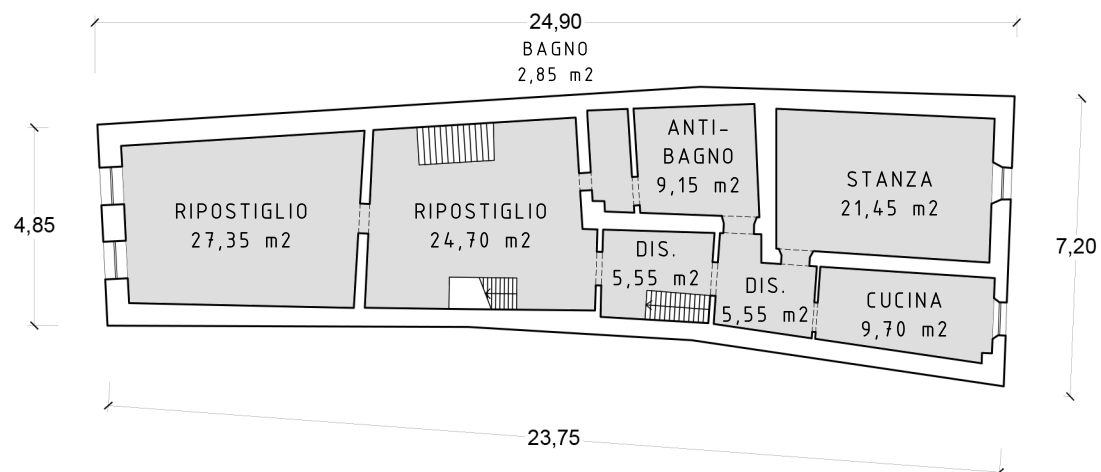 24,90
BAGNO
2,85 m2
ANTI-
BAGNO
9,15 m2
STANZA
21,45 m2
RIPOSTIGLIO
27,35 m2
RIPOSTIGLIO
24,70 m2
4,85
7,20
DIS.
5,55 m2
DIS.
5,55 m2
CUCINA
9,70 m2
23,75